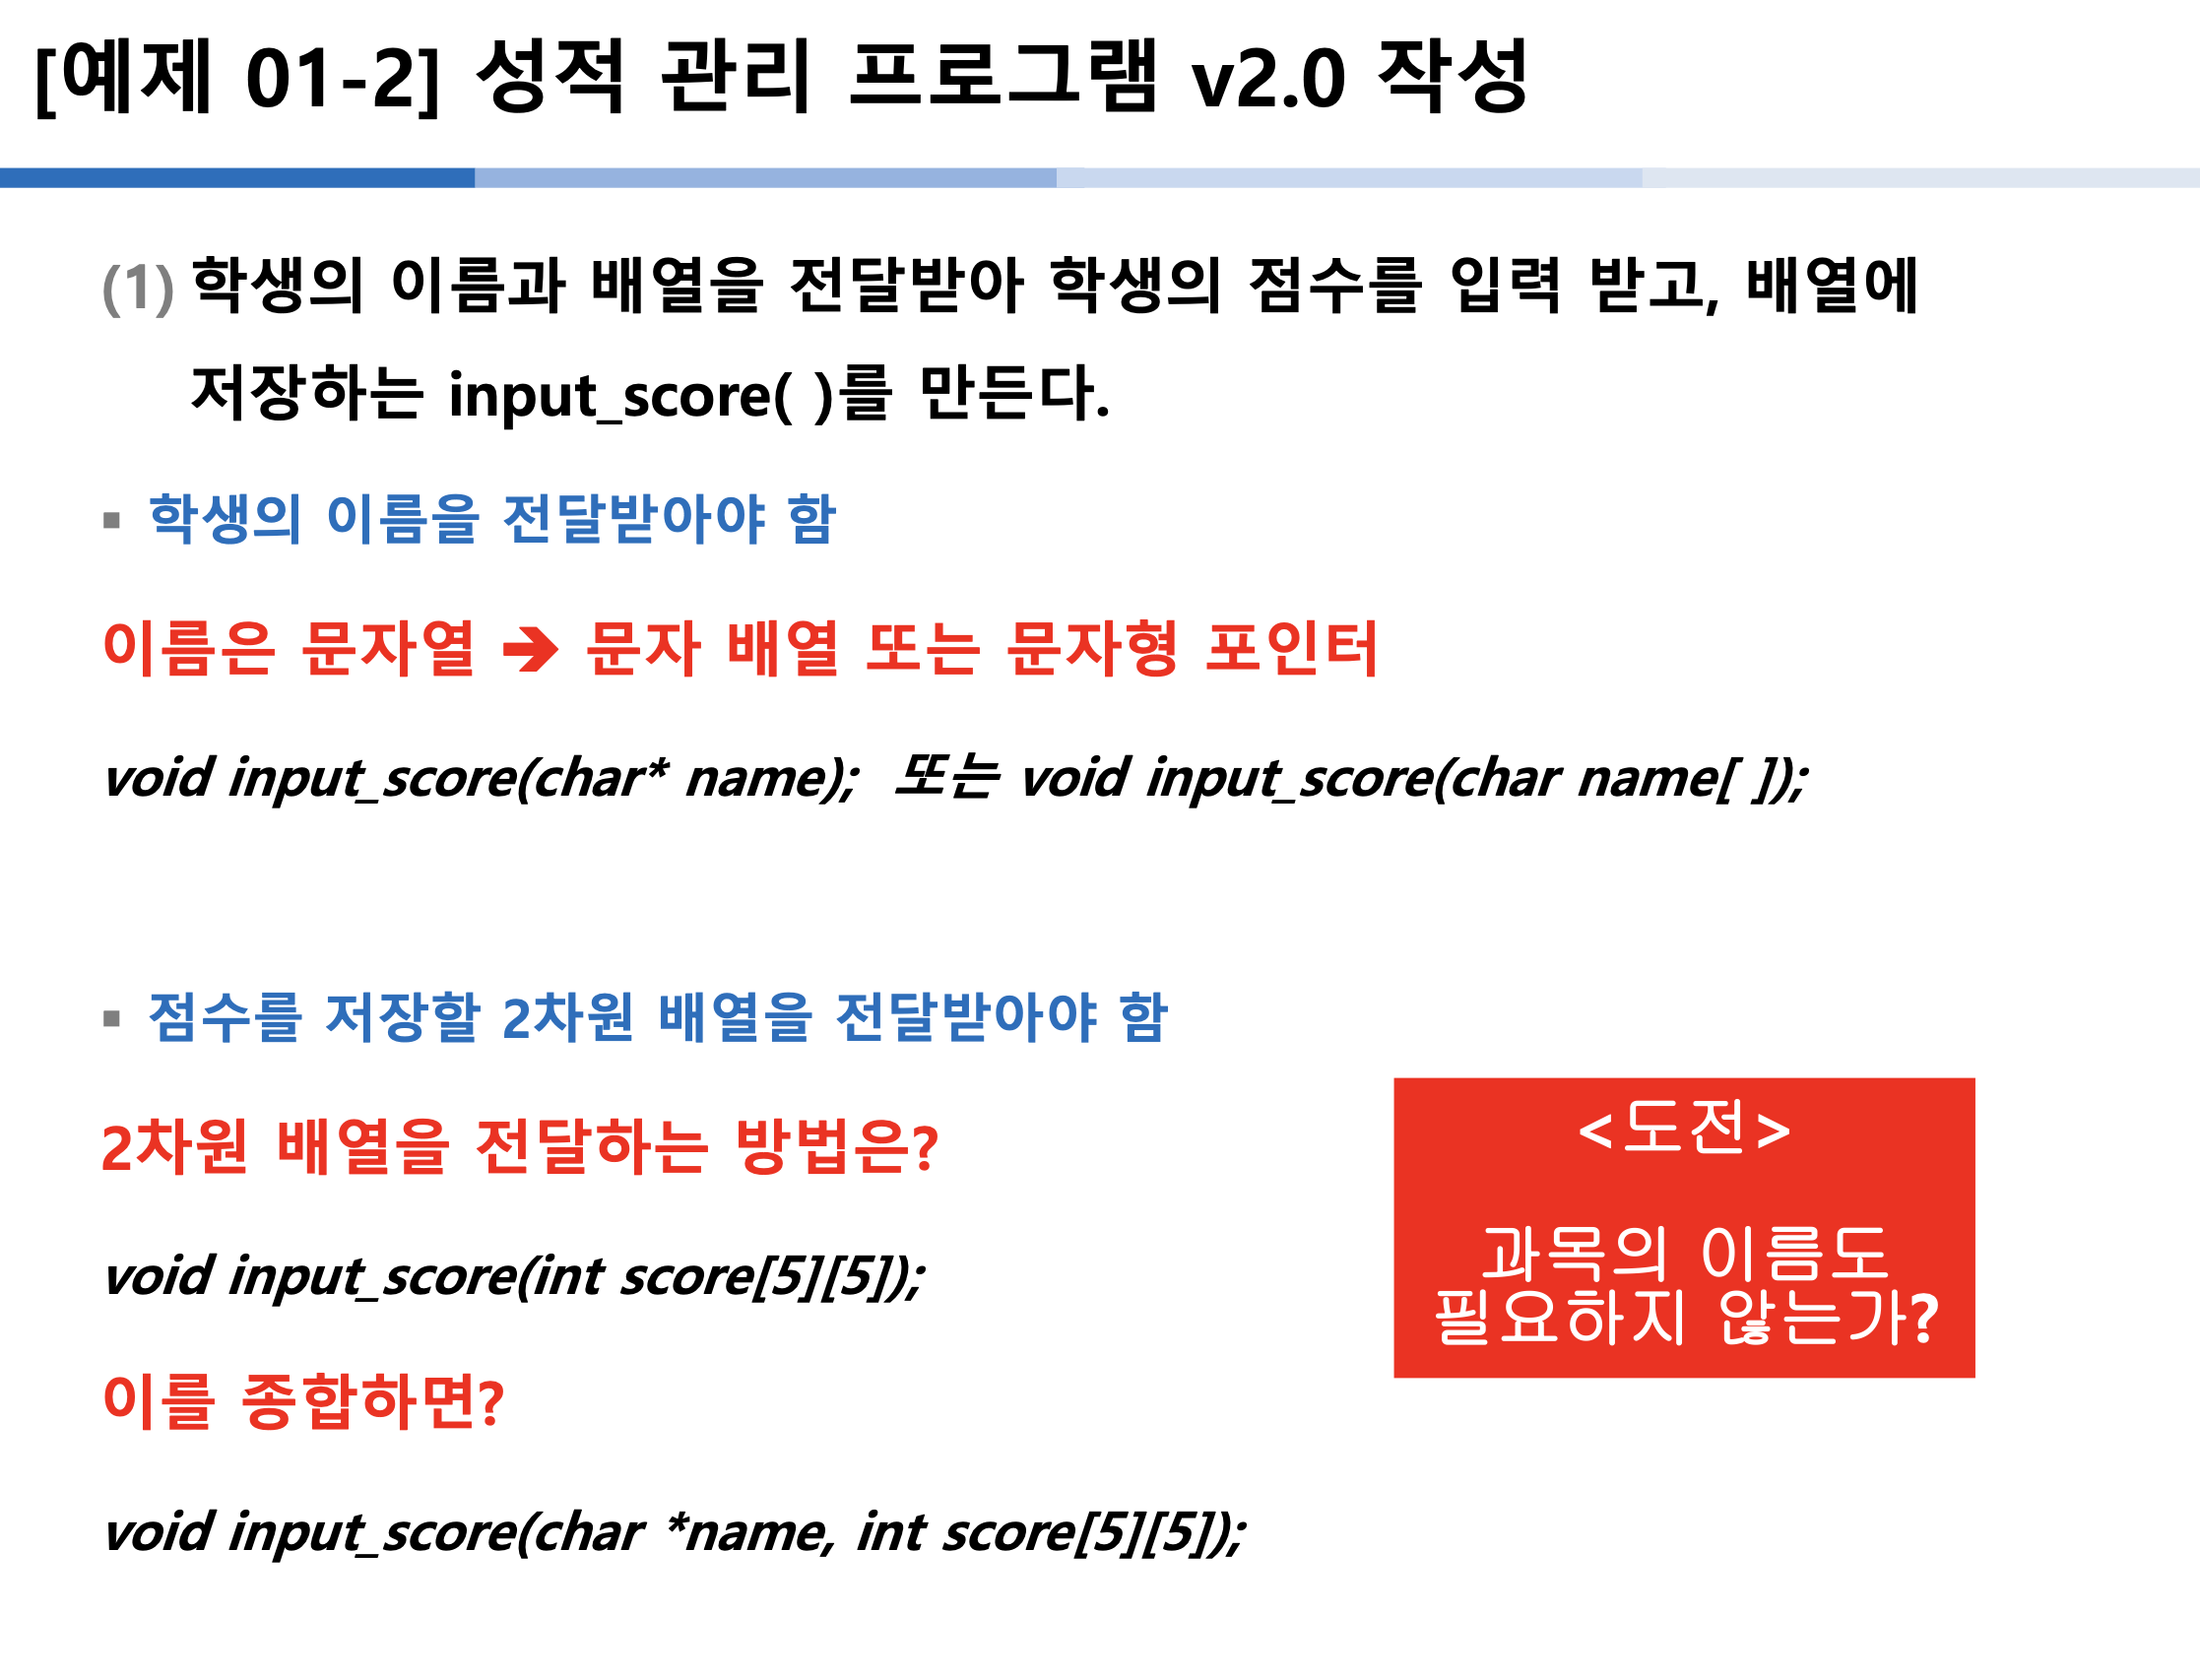 [예제 01-2] 성적 관리 프로그램 v2.0 작성
(1) 학생의 이름과 배열을 전달받아 학생의 점수를 입력 받고, 배열에
저장하는 input_score( )를 만든다.
▪ 학생의 이름을 전달받아야 함
이름은 문자열 → 문자 배열 또는 문자형 포인터
void input_score(char* name); 또는 void input_score(char name[ ]);
▪ 점수를 저장할 2차원 배열을 전달받아야 함
2차원 배열을 전달하는 방법은?
void input_score(int score[5][5]);
이를 종합하면?
void input_score(char *name, int score[5][5]);
<도전>
과목의 이름도
필요하지 않는가?